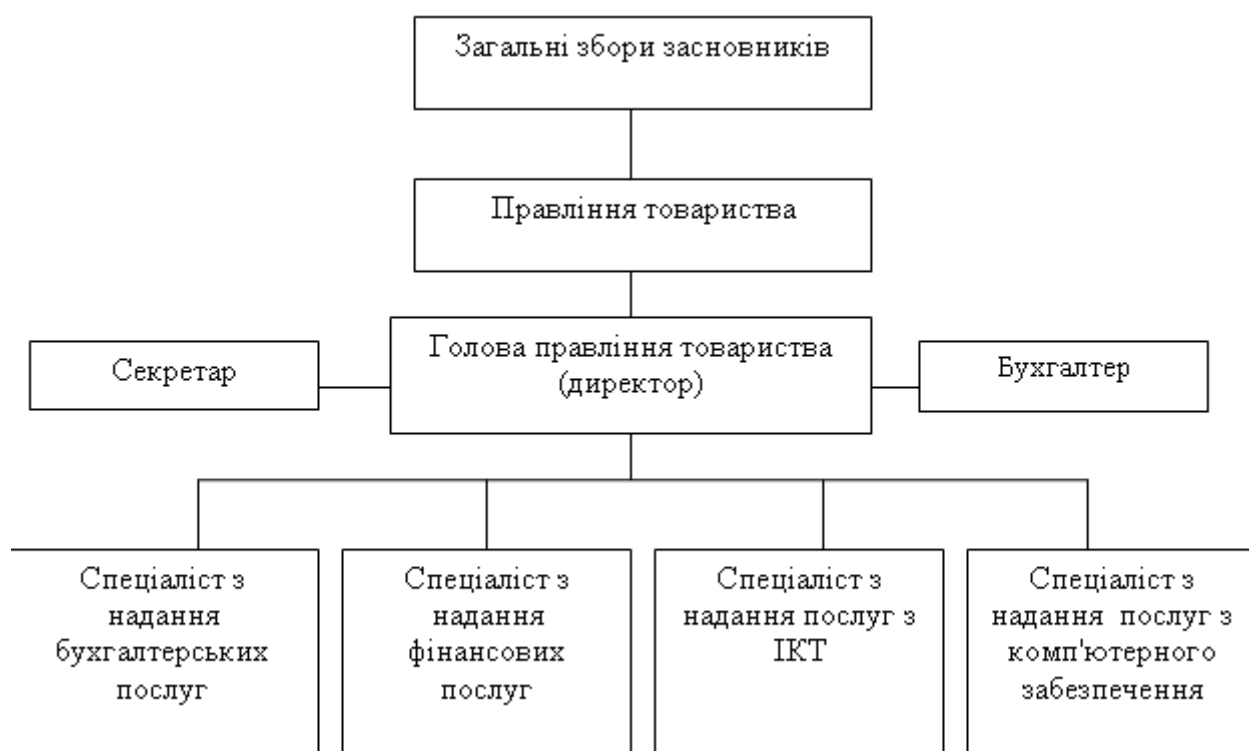 Загальні збори засновників
Правління товариства
Голова правління товариства
(директор)
Секретар
Бухгалтер
Спеціаліст з
надання
бухгалтерських
послуг
Спеціаліст з
надання
фінансових
послуг
Спеціаліст з
надання послуг з
ІКТ
Спеціаліст з
надання послуг з
комп'ютерного
забезпечення